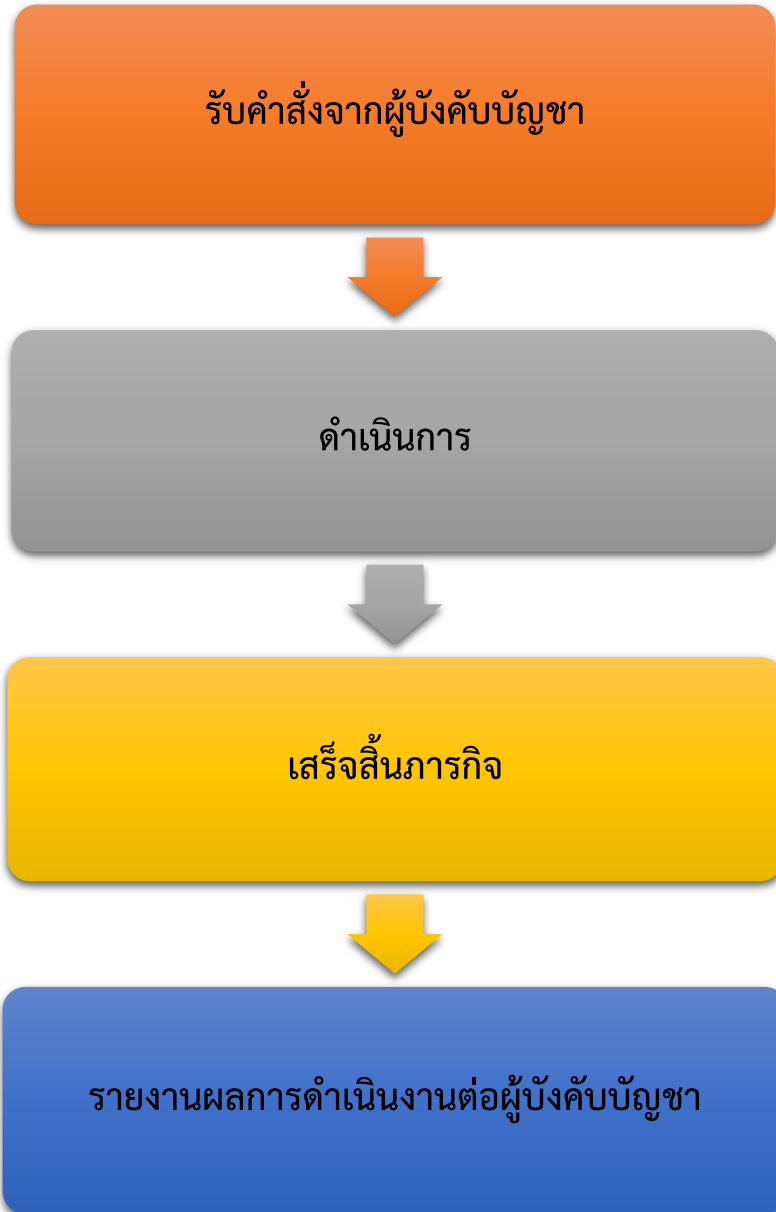 รับคำสั่งจากผู้บังคับบัญชา
ดำเนินการ
เสร็จสิ้นภารกิจ
รายงานผลการดำเนินงานต่อผู้บังคับบัญชา